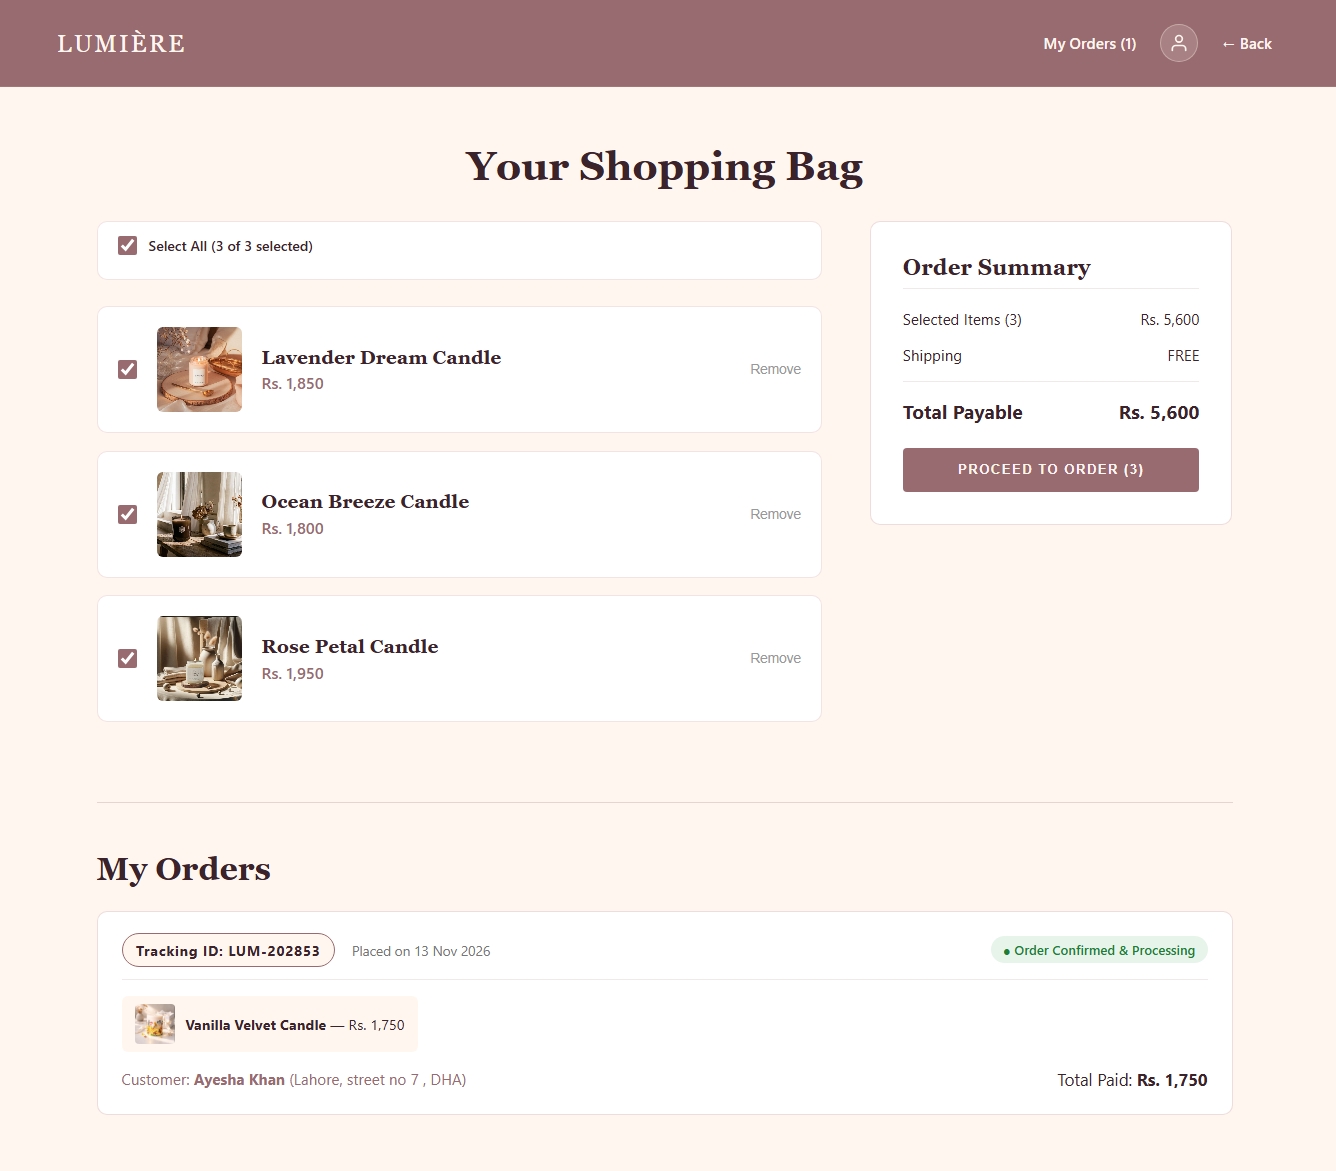 LUMIÈRE
My Orders (1)
← Back
Your Shopping Bag
Select All (3 of 3 selected)
Lavender Dream Candle
Rs. 1,850
Remove
Ocean Breeze Candle
Rs. 1,800
Remove
Rose Petal Candle
Rs. 1,950
Remove
Order Summary
Selected Items (3) Rs. 5,600
Shipping FREE
Total Payable Rs. 5,600
PROCEED TO ORDER (3)
My Orders
Tracking ID: LUM-202853 Placed on 13 Nov 2026 ● Order Confirmed & Processing
Vanilla Velvet Candle — Rs. 1,750
Customer: Ayesha Khan (Lahore, street no 7 , DHA) Total Paid: Rs. 1,750